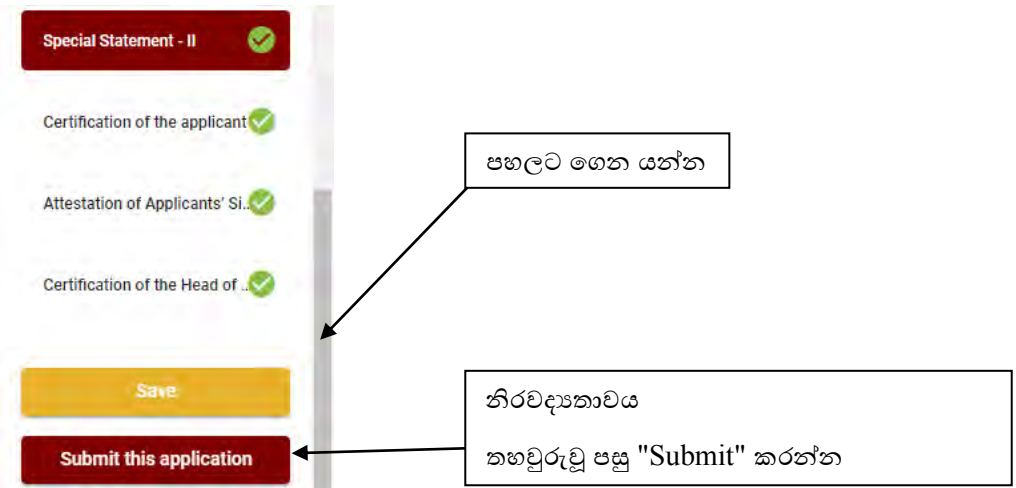 Special Statement - II
Certification of the applicant
පහලට ගෙන යන්න
Attestation of Applicants' Si..
Certification of the Head of ..
Save
නිරවද්‍යතාවය
Submit this application
තහවුරුවූ පසු "Submit" කරන්න